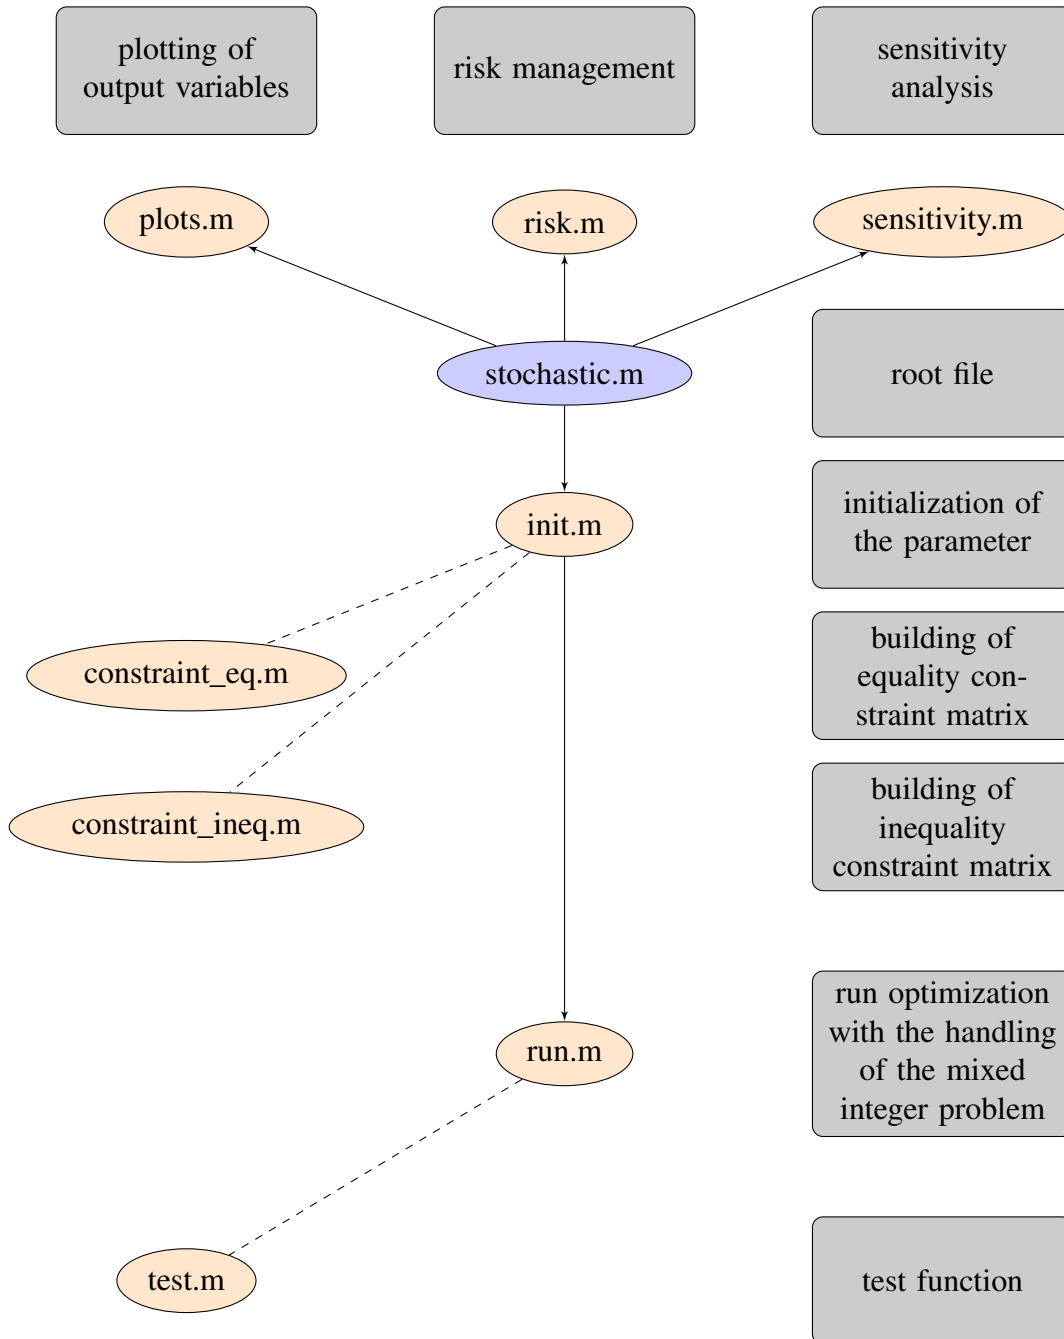 plotting of
output variables
risk management
sensitivity
analysis
plots.m
risk.m
sensitivity.m
stochastic.m
root file
init.m
initialization of
the parameter
constraint_eq.m
building of
equality con-
straint matrix
constraint_ineq.m
building of
inequality
constraint matrix
run.m
run optimization
with the handling
of the mixed
integer problem
test.m
test function